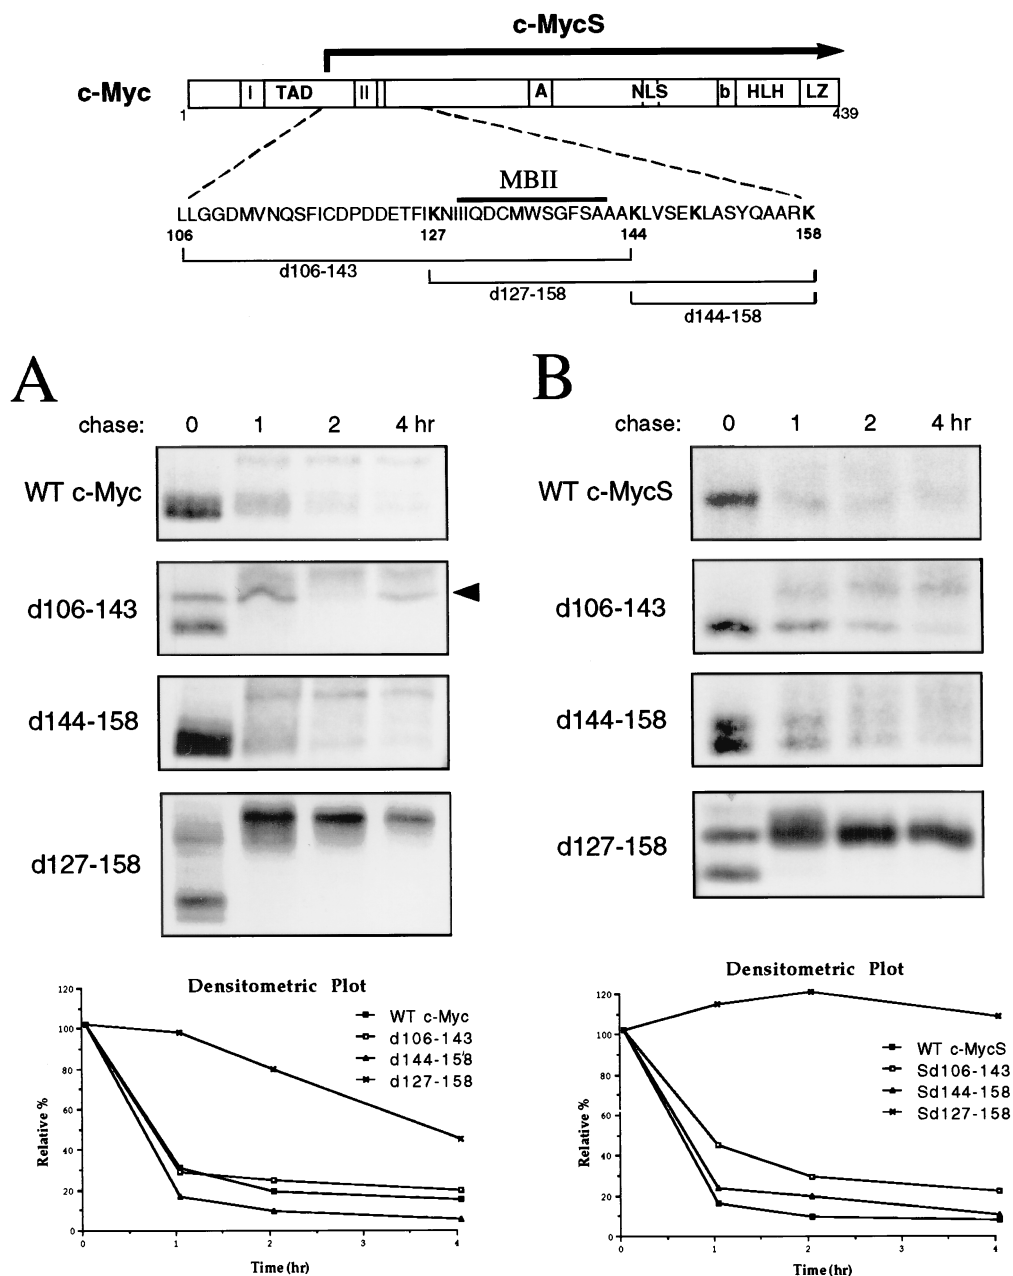 c-MycS
c-Myc
I TAD II A NLS b HLH LZ
1 439
MBII
LLGGDMVNQSFICDPDDETFIKNIIIQDCMWSGFSAAAKLVSEKLASYQAARK
106 127 144 158
d106-143
d127-158
d144-158
A
chase: 0 1 2 4 hr
WT c-Myc
d106-143
d144-158
d127-158
Densitometric Plot
WT c-Myc
d106-143
d144-158
d127-158
Relative %
120
100
80
60
40
20
0
0 1 2 3 4
Time (hr)
B
chase: 0 1 2 4 hr
WT c-MycS
d106-143
d144-158
d127-158
Densitometric Plot
WT c-MycS
Sd106-143
Sd144-158
Sd127-158
Relative %
120
100
80
60
40
20
0
0 1 2 3 4
Time (hr)